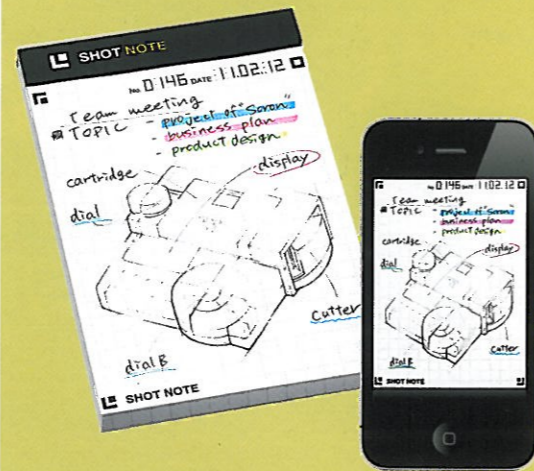 SHOT NOTE
No. 0146 DATE 11.02.12
Team meeting
TOPIC - project of "Soron"
- business plan
- product design
cartridge
display
dial
cutter
dial B
SHOT NOTE
No. 0146 DATE 11.02.12
Team meeting
TOPIC - project of "Soron"
- business plan
- product design
cartridge
display
dial
cutter
dial B
SHOT NOTE